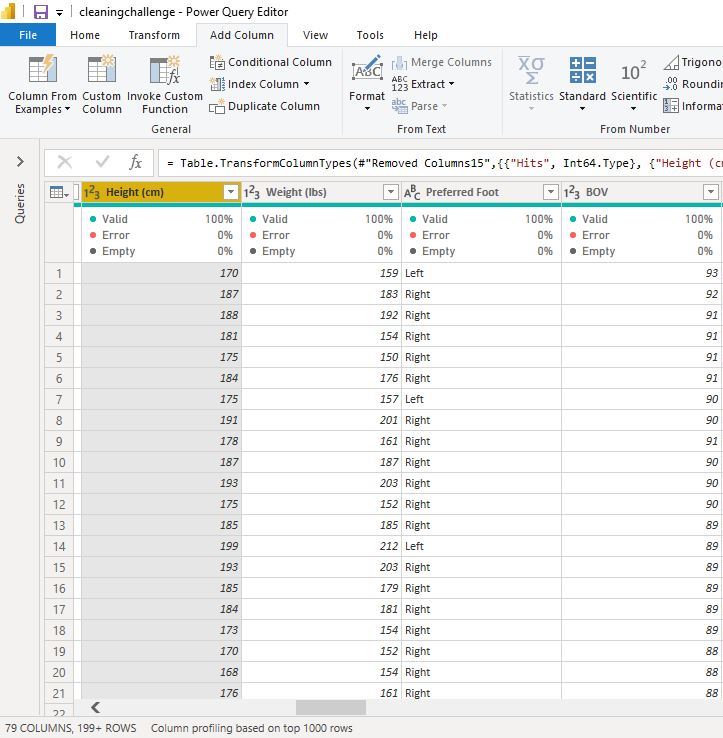 cleaningchallenge - Power Query Editor
File Home Transform Add Column View Tools Help
Column From Examples
Custom Column
Invoke Custom Function
Conditional Column
Index Column
Duplicate Column
General
Format
Merge Columns
Extract
Parse
From Text
Statistics
Standard
Scientific
Trigono
Roundi
Inform
From Number
Queries
= Table.TransformColumnTypes(#"Removed Columns15",{{"Hits", Int64.Type}, {"Height (c
Height (cm) Weight (lbs) Preferred Foot BOV
Valid 100% Valid 100% Valid 100% Valid 100%
Error 0% Error 0% Error 0% Error 0%
Empty 0% Empty 0% Empty 0% Empty 0%
1 170 159 Left 93
2 187 183 Right 92
3 188 192 Right 91
4 181 154 Right 91
5 175 150 Right 91
6 184 176 Right 91
7 175 157 Left 90
8 191 201 Right 90
9 178 161 Right 91
10 187 187 Right 90
11 193 203 Right 90
12 175 152 Right 90
13 185 185 Right 89
14 199 212 Left 89
15 193 203 Right 89
16 185 179 Right 89
17 184 181 Right 89
18 173 154 Right 89
19 170 152 Right 88
20 168 154 Right 88
21 176 161 Right 88
22
79 COLUMNS, 199+ ROWS Column profiling based on top 1000 rows